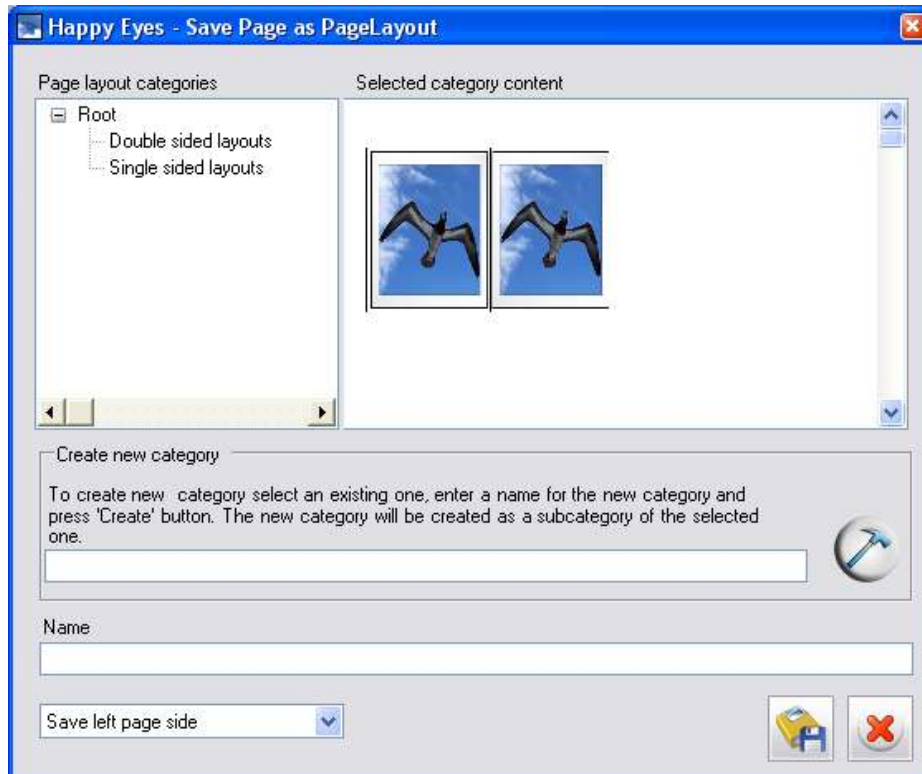 Happy Eyes - Save Page as PageLayout
Page layout categories
Selected category content
Root
Double sided layouts
Single sided layouts
Create new category
To create new category select an existing one, enter a name for the new category and
press 'Create' button. The new category will be created as a subcategory of the selected
one.
Name
Save left page side